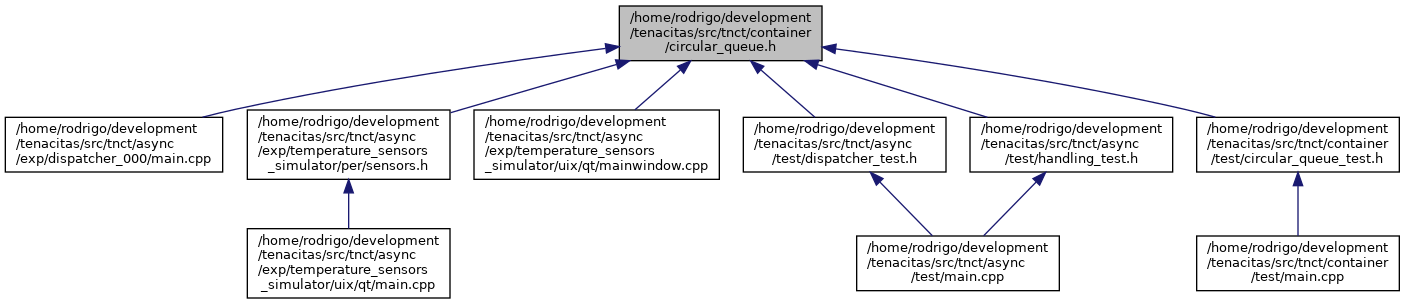 /home/rodrigo/development
/tenacitas/src/tnct/container
/circular_queue.h
/home/rodrigo/development
/tenacitas/src/tnct/async
/exp/dispatcher_000/main.cpp
/home/rodrigo/development
/tenacitas/src/tnct/async
/exp/temperature_sensors
_simulator/per/sensors.h
/home/rodrigo/development
/tenacitas/src/tnct/async
/exp/temperature_sensors
_simulator/uix/qt/mainwindow.cpp
/home/rodrigo/development
/tenacitas/src/tnct/async
/test/dispatcher_test.h
/home/rodrigo/development
/tenacitas/src/tnct/async
/test/handling_test.h
/home/rodrigo/development
/tenacitas/src/tnct/container
/test/circular_queue_test.h
/home/rodrigo/development
/tenacitas/src/tnct/async
/exp/temperature_sensors
_simulator/uix/qt/main.cpp
/home/rodrigo/development
/tenacitas/src/tnct/async
/test/main.cpp
/home/rodrigo/development
/tenacitas/src/tnct/container
/test/main.cpp